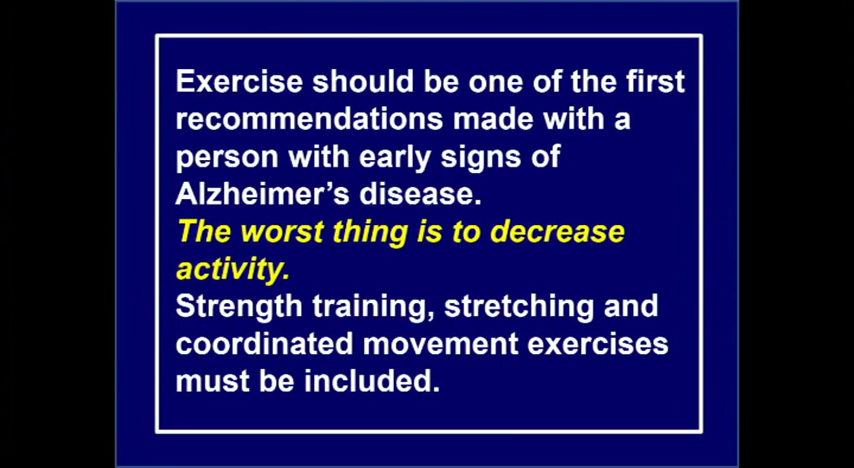 Exercise should be one of the first
recommendations made with a
person with early signs of
Alzheimer’s disease.
The worst thing is to decrease
activity.
Strength training, stretching and
coordinated movement exercises
must be included.